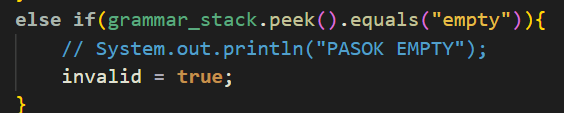 else if(grammar_stack.peek().equals("empty")){
// System.out.println("PASOK EMPTY");
invalid = true;
}